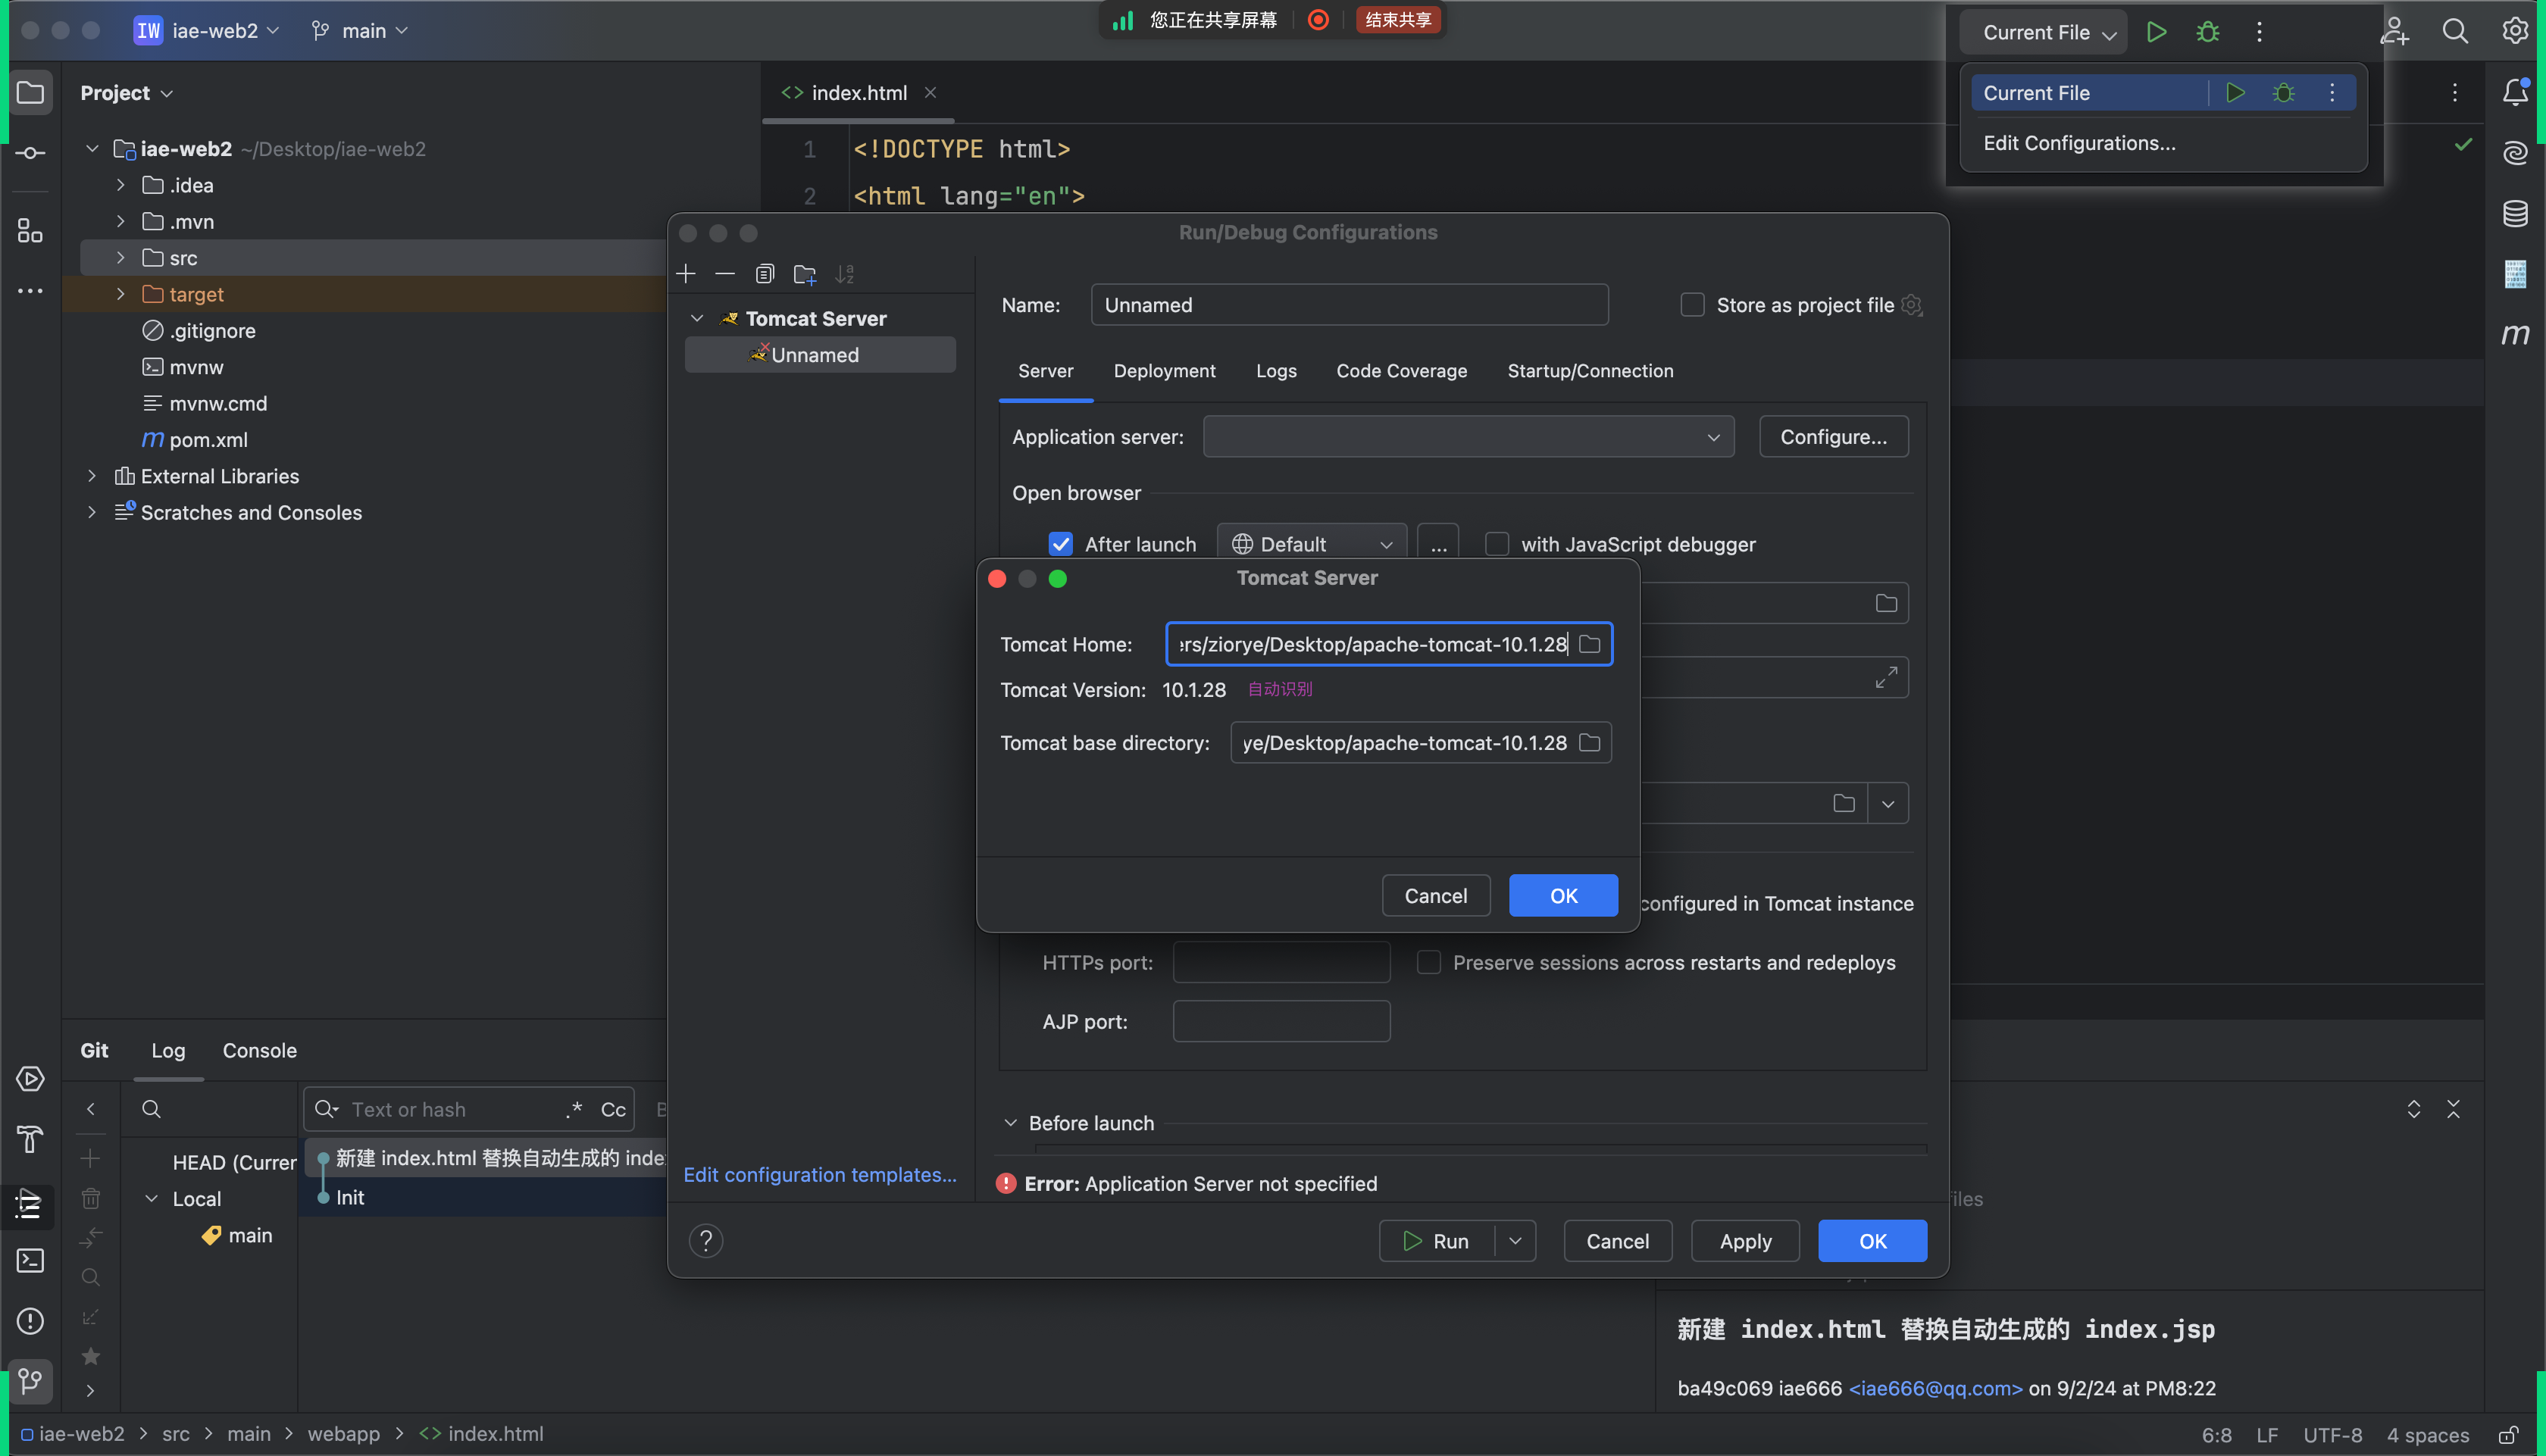 IW iae-web2
main
您正在共享屏幕
结束共享
Current File
Current File
Edit Configurations...
Project
index.html
iae-web2 ~/Desktop/iae-web2
.idea
.mvn
src
target
.gitignore
mvnw
mvnw.cmd
m pom.xml
External Libraries
Scratches and Consoles
1 <!DOCTYPE html>
2 <html lang="en">
m
Run/Debug Configurations
Tomcat Server
Unnamed
Edit configuration templates...
Name: Unnamed
Store as project file
Server Deployment Logs Code Coverage Startup/Connection
Application server:
Configure...
Open browser
After launch Default ... with JavaScript debugger
Tomcat Server
Tomcat Home: ers/ziorye/Desktop/apache-tomcat-10.1.28
Tomcat Version: 10.1.28 自动识别
Tomcat base directory: ye/Desktop/apache-tomcat-10.1.28
Cancel OK
configured in Tomcat instance
HTTPs port:
Preserve sessions across restarts and redeploys
AJP port:
Before launch
Error: Application Server not specified
? Run Cancel Apply OK
Git Log Console
Text or hash .* Cc
HEAD (Curren
Local
main
新建 index.html 替换自动生成的 inde
Init
files
新建 index.html 替换自动生成的 index.jsp
ba49c069 iae666 <iae666@qq.com> on 9/2/24 at PM8:22
iae-web2 > src > main > webapp > <> index.html
6:8 LF UTF-8 4 spaces